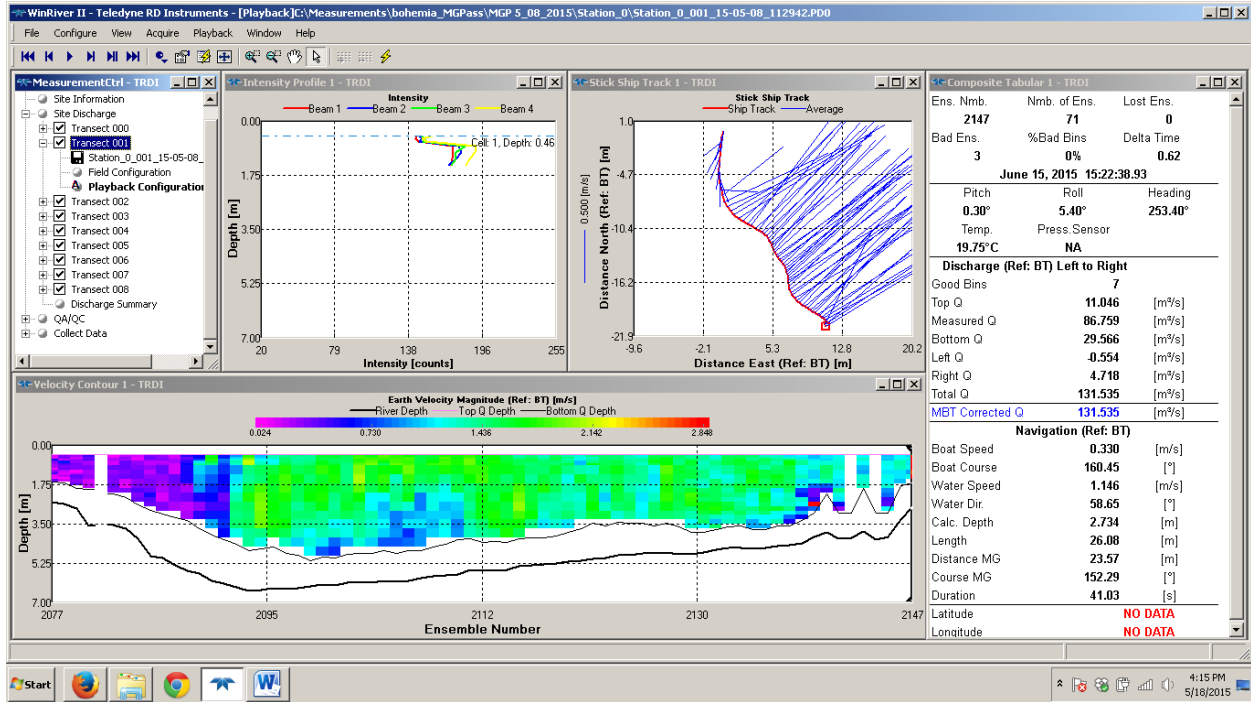 WinRiver II - Teledyne RD Instruments - [Playback]C:\Measurements\bohemia_MGPass\MGP 5_08_2015\Station_0\Station_0_001_15-05-08_112942.PD0
File Configure View Acquire Playback Window Help
MeasurementCtrl - TRDI
Site Information
Site Discharge
Transect 000
Transect 001
Station_0_001_15-05-08_
Field Configuration
Playback Configuration
Transect 002
Transect 003
Transect 004
Transect 005
Transect 006
Transect 007
Transect 008
Discharge Summary
QA/QC
Collect Data
Intensity Profile 1 - TRDI
Intensity
Beam 1 Beam 2 Beam 3 Beam 4
Cell: 1, Depth: 0.46
0.00
1.75
3.50
5.25
7.00
Depth [m]
20 79 138 196 255
Intensity [counts]
Stick Ship Track 1 - TRDI
Stick Ship Track
Ship Track Average
0.500 [m/s]
Distance North (Ref: BT) [m]
1.0
-4.7
-10.4
-16.2
-21.9
-9.6 -2.1 5.3 12.8 20.2
Distance East (Ref: BT) [m]
Velocity Contour 1 - TRDI
Earth Velocity Magnitude (Ref: BT) [m/s]
River Depth Top Q Depth Bottom Q Depth
0.024 0.730 1.436 2.142 2.848
0.00
1.75
3.50
5.25
7.00
Depth [m]
2077 2095 2112 2130 2147
Ensemble Number
Composite Tabular 1 - TRDI
Ens. Nmb. Nmb. of Ens. Lost Ens.
2147 71 0
Bad Ens. %Bad Bins Delta Time
3 0% 0.62
June 15, 2015 15:22:38.93
Pitch Roll Heading
0.30° 5.40° 253.40°
Temp. Press.Sensor
19.75°C NA
Discharge (Ref: BT) Left to Right
Good Bins 7
Top Q 11.046 [m³/s]
Measured Q 86.759 [m³/s]
Bottom Q 29.566 [m³/s]
Left Q -0.554 [m³/s]
Right Q 4.718 [m³/s]
Total Q 131.535 [m³/s]
MBT Corrected Q 131.535 [m³/s]
Navigation (Ref: BT)
Boat Speed 0.330 [m/s]
Boat Course 160.45 [°]
Water Speed 1.146 [m/s]
Water Dir. 58.65 [°]
Calc. Depth 2.734 [m]
Length 26.08 [m]
Distance MG 23.57 [m]
Course MG 152.29 [°]
Duration 41.03 [s]
Latitude NO DATA
Longitude NO DATA
Start
4:15 PM
5/18/2015